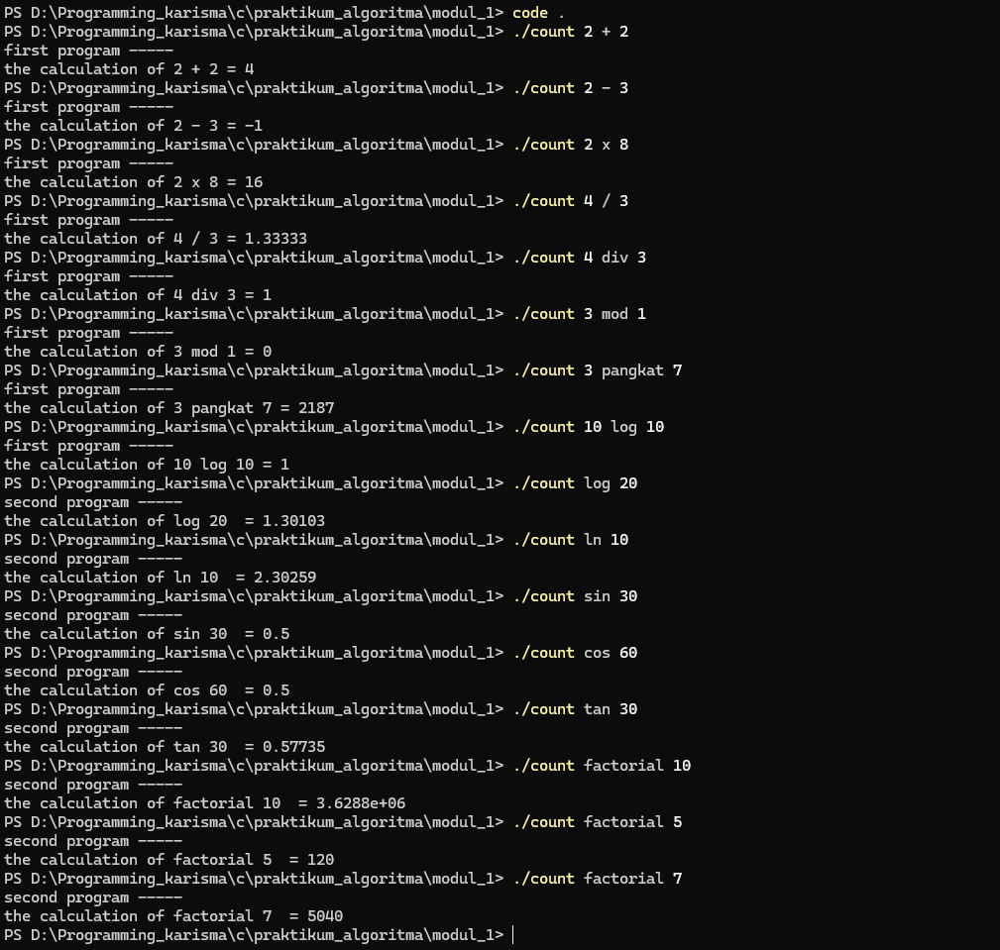 PS D:\Programming_karisma\c\praktikum_algoritma\modul_1> code .
PS D:\Programming_karisma\c\praktikum_algoritma\modul_1> ./count 2 + 2
first program -----
the calculation of 2 + 2 = 4
PS D:\Programming_karisma\c\praktikum_algoritma\modul_1> ./count 2 - 3
first program -----
the calculation of 2 - 3 = -1
PS D:\Programming_karisma\c\praktikum_algoritma\modul_1> ./count 2 x 8
first program -----
the calculation of 2 x 8 = 16
PS D:\Programming_karisma\c\praktikum_algoritma\modul_1> ./count 4 / 3
first program -----
the calculation of 4 / 3 = 1.33333
PS D:\Programming_karisma\c\praktikum_algoritma\modul_1> ./count 4 div 3
first program -----
the calculation of 4 div 3 = 1
PS D:\Programming_karisma\c\praktikum_algoritma\modul_1> ./count 3 mod 1
first program -----
the calculation of 3 mod 1 = 0
PS D:\Programming_karisma\c\praktikum_algoritma\modul_1> ./count 3 pangkat 7
first program -----
the calculation of 3 pangkat 7 = 2187
PS D:\Programming_karisma\c\praktikum_algoritma\modul_1> ./count 10 log 10
first program -----
the calculation of 10 log 10 = 1
PS D:\Programming_karisma\c\praktikum_algoritma\modul_1> ./count log 20
second program -----
the calculation of log 20  = 1.30103
PS D:\Programming_karisma\c\praktikum_algoritma\modul_1> ./count ln 10
second program -----
the calculation of ln 10  = 2.30259
PS D:\Programming_karisma\c\praktikum_algoritma\modul_1> ./count sin 30
second program -----
the calculation of sin 30  = 0.5
PS D:\Programming_karisma\c\praktikum_algoritma\modul_1> ./count cos 60
second program -----
the calculation of cos 60  = 0.5
PS D:\Programming_karisma\c\praktikum_algoritma\modul_1> ./count tan 30
second program -----
the calculation of tan 30  = 0.57735
PS D:\Programming_karisma\c\praktikum_algoritma\modul_1> ./count factorial 10
second program -----
the calculation of factorial 10  = 3.6288e+06
PS D:\Programming_karisma\c\praktikum_algoritma\modul_1> ./count factorial 5
second program -----
the calculation of factorial 5  = 120
PS D:\Programming_karisma\c\praktikum_algoritma\modul_1> ./count factorial 7
second program -----
the calculation of factorial 7  = 5040
PS D:\Programming_karisma\c\praktikum_algoritma\modul_1>